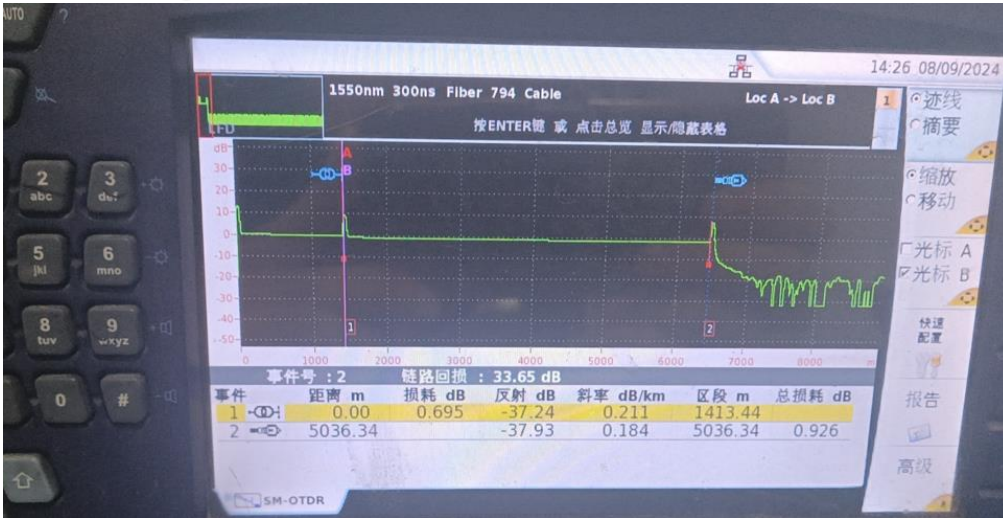 AUTO
?
14:26 08/09/2024
1550nm 300ns Fiber 794 Cable
Loc A -> Loc B
1
迹线
摘要
LFD
按ENTER键 或 点击总览 显示/隐藏表格
dB
A
B
30
20
10
0
-10
-20
-30
-40
-50
1
2
0 1000 2000 3000 4000 5000 6000 7000 8000 m
缩放
移动
光标 A
光标 B
快速
配置
报告
高级
事件号 : 2 链路回损 : 33.65 dB
事件 距离 m 损耗 dB 反射 dB 斜率 dB/km 区段 m 总损耗 dB
1 0.00 0.695 -37.24 0.211 1413.44
2 5036.34 -37.93 0.184 5036.34 0.926
SM-OTDR
2
abc
3
def
5
jkl
6
mno
8
tuv
9
wxyz
0
#